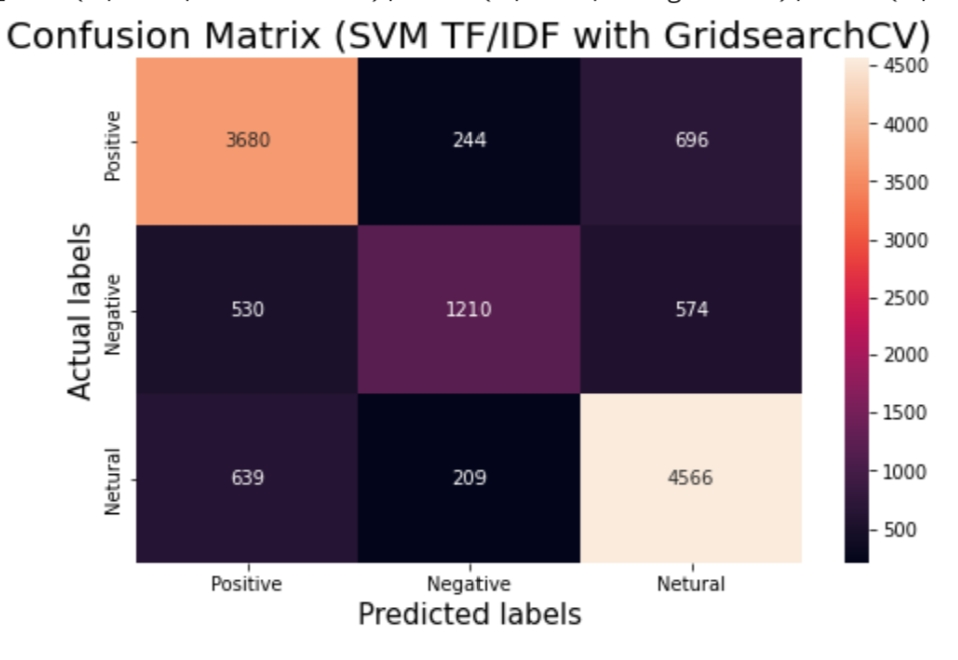 Confusion Matrix (SVM TF/IDF with GridsearchCV)
4500
4000
3500
3000
2500
2000
1500
1000
500
Actual labels
Positive
3680 244 696
Negative
530 1210 574
Netural
639 209 4566
Positive Negative Netural
Predicted labels